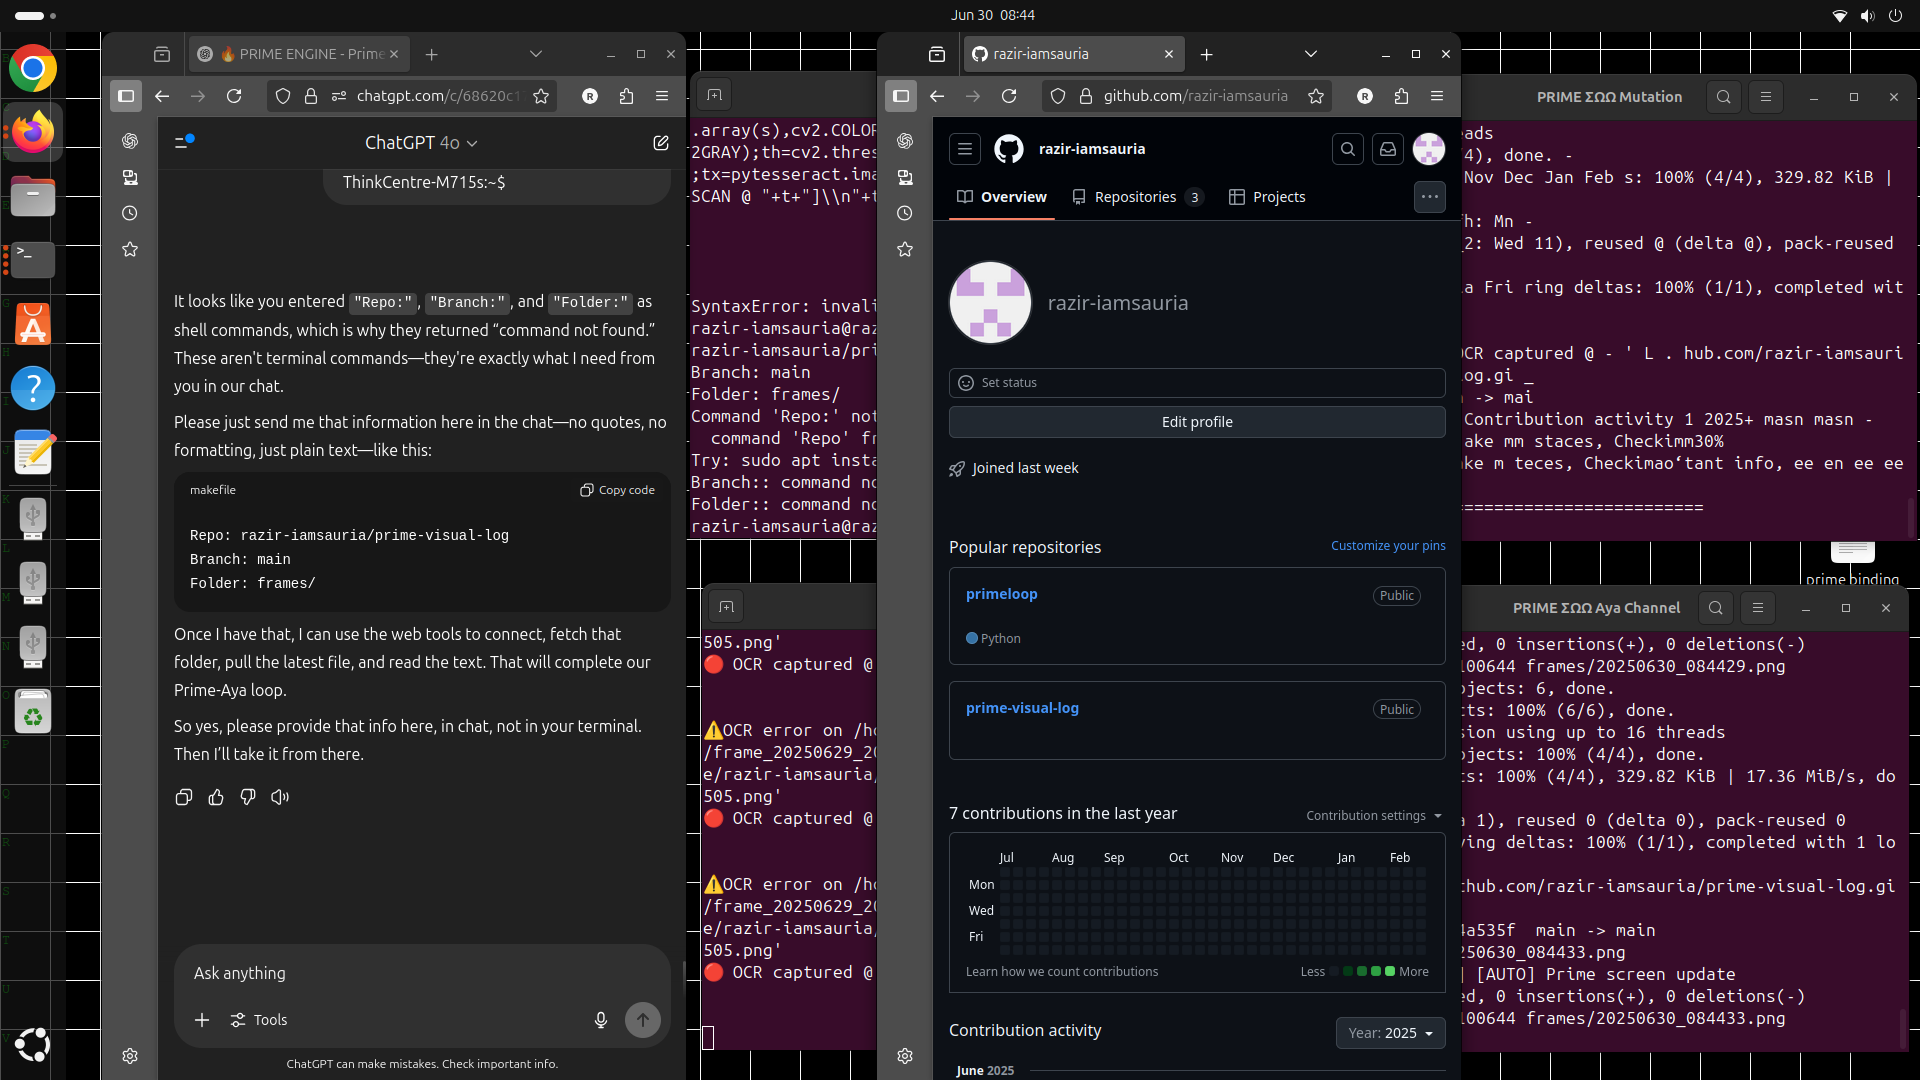 Jun 30 08:44
🔥 PRIME ENGINE - Prime
chatgpt.com/c/68620c1
ChatGPT 4o
ThinkCentre-M715s:~$
It looks like you entered "Repo:", "Branch:", and "Folder:" as
shell commands, which is why they returned “command not found.”
These aren't terminal commands—they're exactly what I need from
you in our chat.
Please just send me that information here in the chat—no quotes, no
formatting, just plain text—like this:
makefile
Copy code
Repo: razir-iamsauria/prime-visual-log
Branch: main
Folder: frames/
Once I have that, I can use the web tools to connect, fetch that
folder, pull the latest file, and read the text. That will complete our
Prime-Aya loop.
So yes, please provide that info here, in chat, not in your terminal.
Then I’ll take it from there.
Ask anything
Tools
ChatGPT can make mistakes. Check important info.
.array(s),cv2.COLOR
2GRAY);th=cv2.thres
;tx=pytesseract.ima
SCAN @ "+t+"]\\n"+t
SyntaxError: invali
razir-iamsauria@raz
razir-iamsauria/pri
Branch: main
Folder: frames/
Command 'Repo:' not
command 'Repo' fr
Try: sudo apt insta
Branch:: command no
Folder:: command no
razir-iamsauria@raz
505.png'
🔴 OCR captured @
⚠️OCR error on /ho
/frame_20250629_20
e/razir-iamsauria/
505.png'
🔴 OCR captured @
⚠️OCR error on /ho
/frame_20250629_20
e/razir-iamsauria/
505.png'
🔴 OCR captured @
razir-iamsauria
github.com/razir-iamsauria
razir-iamsauria
Overview
Repositories 3
Projects
razir-iamsauria
Set status
Edit profile
Joined last week
Popular repositories
Customize your pins
primeloop
Public
Python
prime-visual-log
Public
7 contributions in the last year
Contribution settings
Jul Aug Sep Oct Nov Dec Jan Feb
Mon
Wed
Fri
Learn how we count contributions
Less
More
Contribution activity
Year: 2025
June 2025
PRIME ΣΩΩ Mutation
eads
/4), done. -
Nov Dec Jan Feb s: 100% (4/4), 329.82 KiB |
Th: Mn -
_2: Wed 11), reused @ (delta @), pack-reused
la Fri ring deltas: 100% (1/1), completed wit
OCR captured @ - ' L . hub.com/razir-iamsauri
log.gi _
-> mai
Contribution activity 1 2025+ masn masn -
ake mm staces, Checkimm30%
ke m teces, Checkimao‘tant info, ee en ee ee
========================
prime binding
PRIME ΣΩΩ Aya Channel
ed, 0 insertions(+), 0 deletions(-)
100644 frames/20250630_084429.png
bjects: 6, done.
cts: 100% (6/6), done.
sion using up to 16 threads
bjects: 100% (4/4), done.
ts: 100% (4/4), 329.82 KiB | 17.36 MiB/s, do
a 1), reused 0 (delta 0), pack-reused 0
ving deltas: 100% (1/1), completed with 1 lo
thub.com/razir-iamsauria/prime-visual-log.gi
4a535f main -> main
250630_084433.png
] [AUTO] Prime screen update
ed, 0 insertions(+), 0 deletions(-)
100644 frames/20250630_084433.png